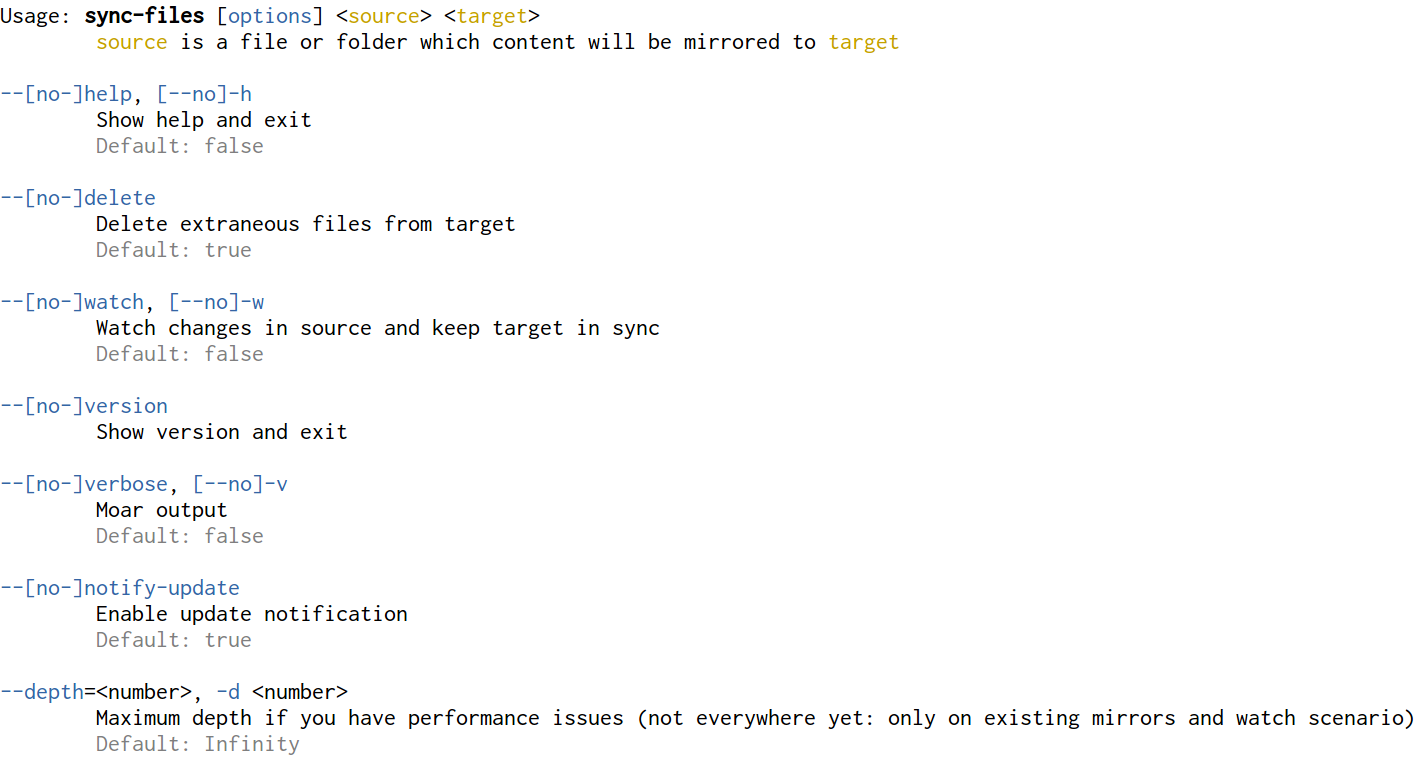 Usage: sync-files [options] <source> <target>
source is a file or folder which content will be mirrored to target
--[no-]help, [--no]-h
Show help and exit
Default: false
--[no-]delete
Delete extraneous files from target
Default: true
--[no-]watch, [--no]-w
Watch changes in source and keep target in sync
Default: false
--[no-]version
Show version and exit
--[no-]verbose, [--no]-v
Moar output
Default: false
--[no-]notify-update
Enable update notification
Default: true
--depth=<number>, -d <number>
Maximum depth if you have performance issues (not everywhere yet: only on existing mirrors and watch scenario)
Default: Infinity